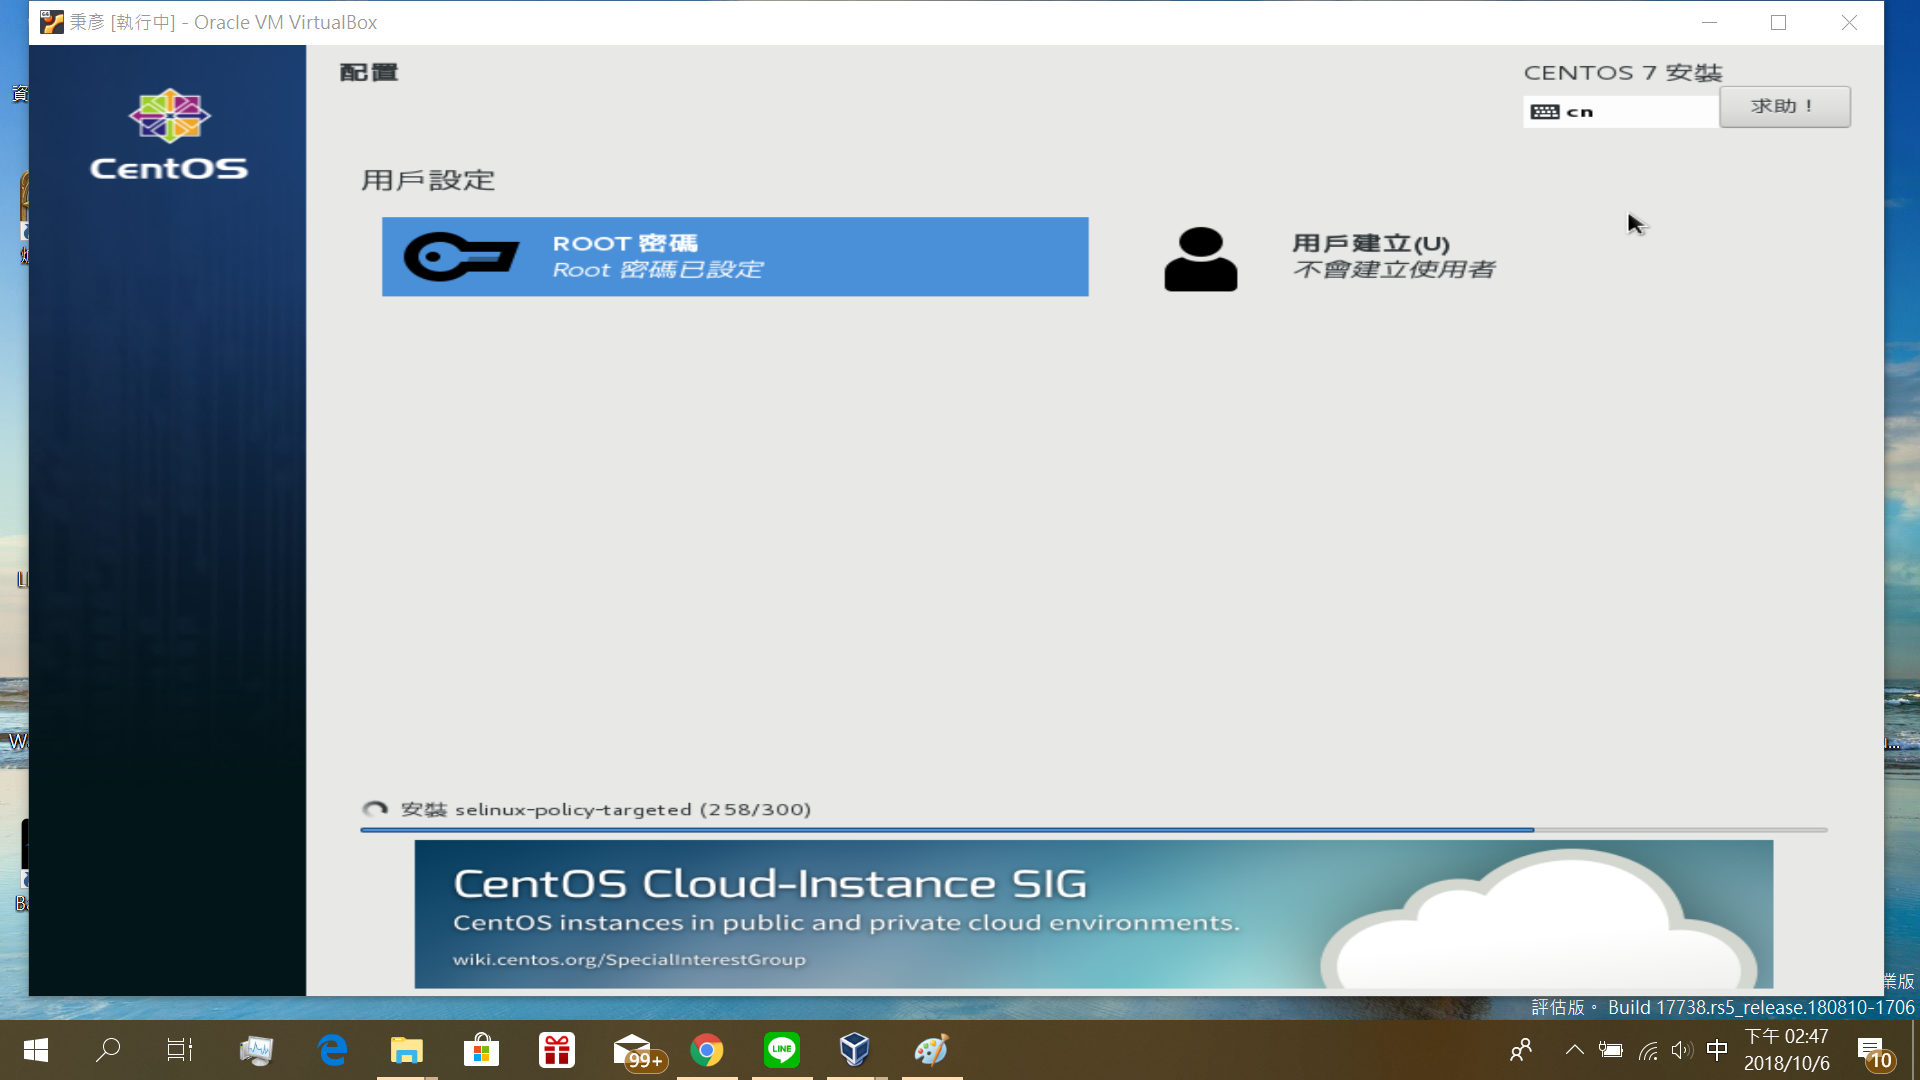 秉彥 [執行中] - Oracle VM VirtualBox
CentOS
配置
CENTOS 7 安裝
cn
求助！
用戶設定
ROOT 密碼
Root 密碼已設定
用戶建立(U)
不會建立使用者
安裝 selinux-policy-targeted (258/300)
CentOS Cloud-Instance SIG
CentOS instances in public and private cloud environments.
wiki.centos.org/SpecialInterestGroup
業版
評估版。 Build 17738.rs5_release.180810-1706
99+
LINE
中
下午 02:47
2018/10/6
10